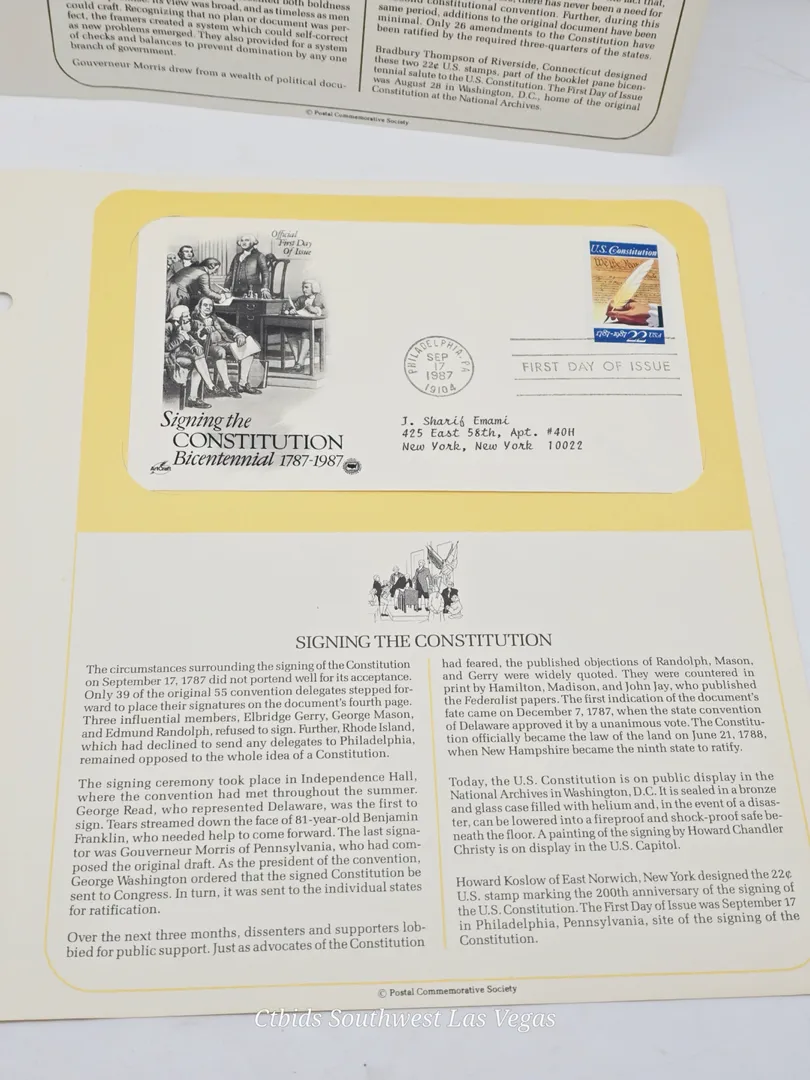 its view was broad, and as timeless as men
could craft. Recognizing that no plan or document was per-
fect, the framers created a system which could self-correct
as new problems emerged. They also provided for a system
of checks and balances to prevent domination by any one
branch of government.
Gouverneur Morris drew from a wealth of political docu-
there has never been a need for
constitutional convention. Further, during this
same period, additions to the original document have been
minimal. Only 26 amendments to the Constitution have
been ratified by the required three-quarters of the states.
Bradbury Thompson of Riverside, Connecticut designed
these two 22¢ U.S. stamps, part of the booklet pane bicen-
tennial salute to the U.S. Constitution. The First Day of Issue
was August 28 in Washington, D.C., home of the original
Constitution at the National Archives.
© Postal Commemorative Society
Official
First Day
Of Issue
U.S. Constitution
We the
1787-1987 22 USA
PHILADELPHIA, PA
SEP
17
1987
19104
FIRST DAY OF ISSUE
Signing the
CONSTITUTION
Bicentennial 1787-1987
J. Sharif Emami
425 East 58th, Apt. #40H
New York, New York 10022
SIGNING THE CONSTITUTION
The circumstances surrounding the signing of the Constitution
on September 17, 1787 did not portend well for its acceptance.
Only 39 of the original 55 convention delegates stepped for-
ward to place their signatures on the document's fourth page.
Three influential members, Elbridge Gerry, George Mason,
and Edmund Randolph, refused to sign. Further, Rhode Island,
which had declined to send any delegates to Philadelphia,
remained opposed to the whole idea of a Constitution.
The signing ceremony took place in Independence Hall,
where the convention had met throughout the summer.
George Read, who represented Delaware, was the first to
sign. Tears streamed down the face of 81-year-old Benjamin
Franklin, who needed help to come forward. The last signa-
tor was Gouverneur Morris of Pennsylvania, who had com-
posed the original draft. As the president of the convention,
George Washington ordered that the signed Constitution be
sent to Congress. In turn, it was sent to the individual states
for ratification.
Over the next three months, dissenters and supporters lob-
bied for public support. Just as advocates of the Constitution
had feared, the published objections of Randolph, Mason,
and Gerry were widely quoted. They were countered in
print by Hamilton, Madison, and John Jay, who published
the Federalist papers. The first indication of the document's
fate came on December 7, 1787, when the state convention
of Delaware approved it by a unanimous vote. The Constitu-
tion officially became the law of the land on June 21, 1788,
when New Hampshire became the ninth state to ratify.
Today, the U.S. Constitution is on public display in the
National Archives in Washington, D.C. It is sealed in a bronze
and glass case filled with helium and, in the event of a disas-
ter, can be lowered into a fireproof and shock-proof safe be-
neath the floor. A painting of the signing by Howard Chandler
Christy is on display in the U.S. Capitol.
Howard Koslow of East Norwich, New York designed the 22¢
U.S. stamp marking the 200th anniversary of the signing of
the U.S. Constitution. The First Day of Issue was September 17
in Philadelphia, Pennsylvania, site of the signing of the
Constitution.
© Postal Commemorative Society
Ctbids Southwest Las Vegas